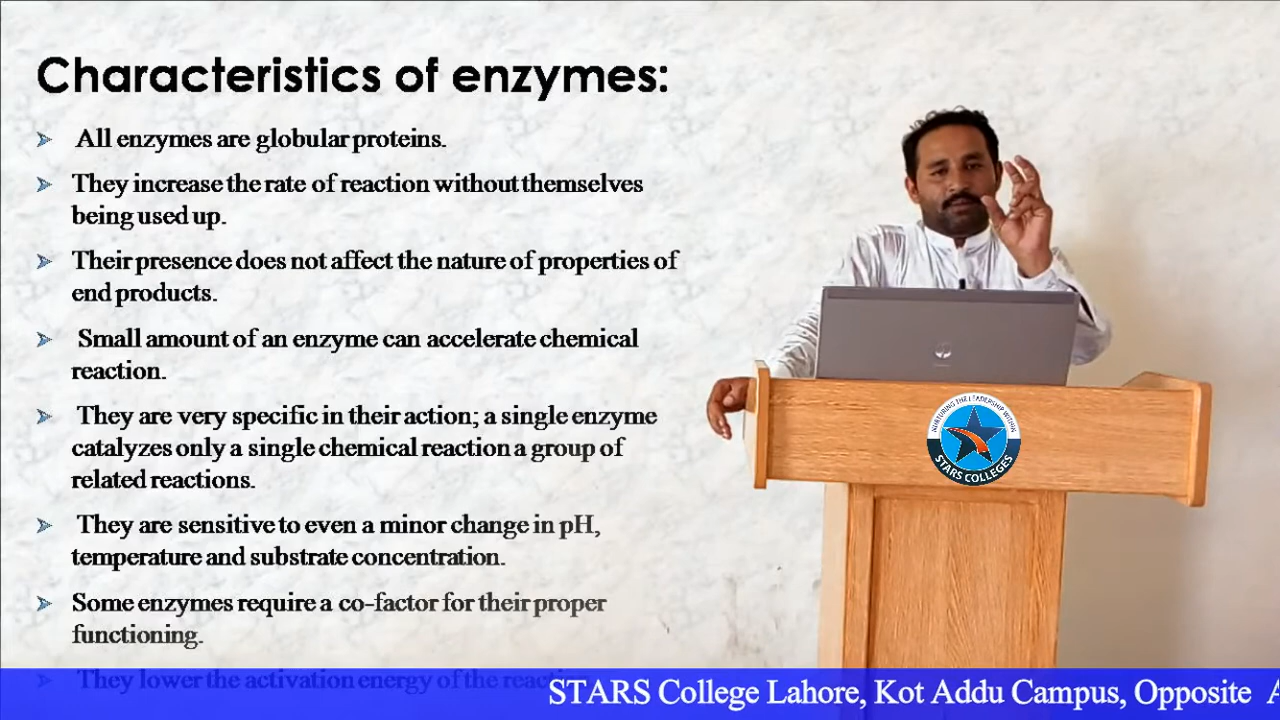 Characteristics of enzymes:
All enzymes are globular proteins.
They increase the rate of reaction without themselves
being used up.
Their presence does not affect the nature of properties of
end products.
Small amount of an enzyme can accelerate chemical
reaction.
They are very specific in their action; a single enzyme
catalyzes only a single chemical reaction a group of
related reactions.
They are sensitive to even a minor change in pH,
temperature and substrate concentration.
Some enzymes require a co-factor for their proper
functioning.
They lower the activation energy of the
STARS College Lahore, Kot Addu Campus, Opposite A
NURTURING THE LEADERSHIP WITHIN
STARS COLLEGES